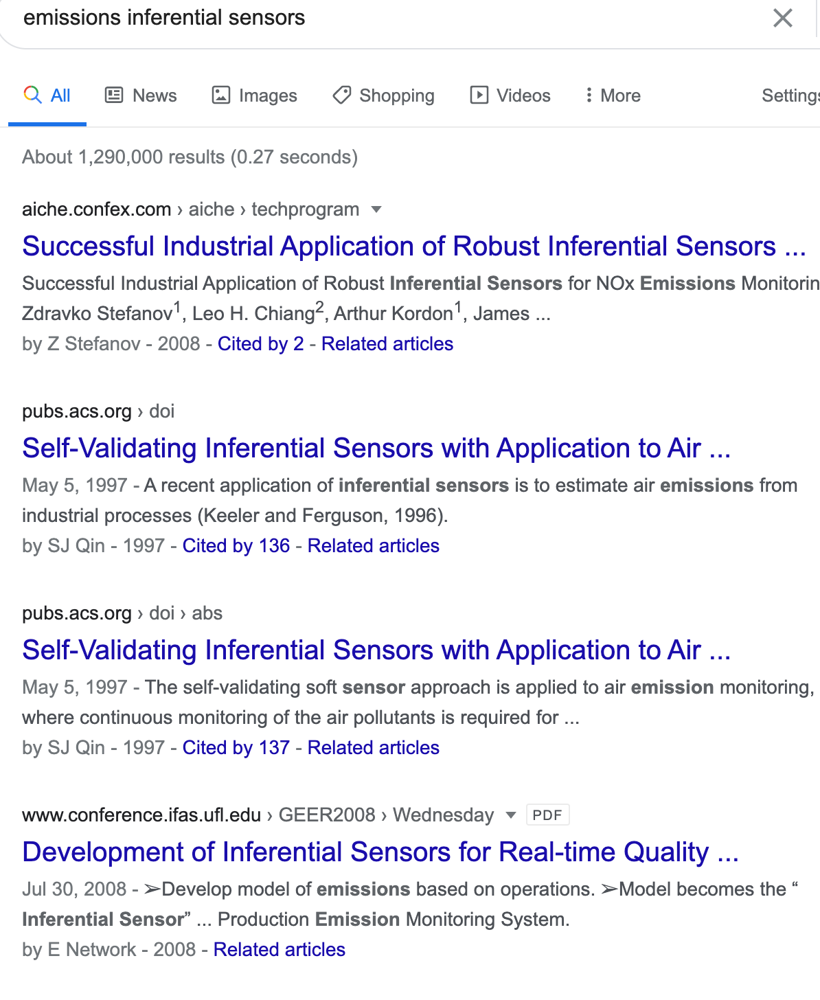 emissions inferential sensors
All News Images Shopping Videos More Settings
About 1,290,000 results (0.27 seconds)
aiche.confex.com › aiche › techprogram
Successful Industrial Application of Robust Inferential Sensors ...
Successful Industrial Application of Robust Inferential Sensors for NOx Emissions Monitorin
Zdravko Stefanov1, Leo H. Chiang2, Arthur Kordon1, James ...
by Z Stefanov - 2008 - Cited by 2 - Related articles
pubs.acs.org › doi
Self-Validating Inferential Sensors with Application to Air ...
May 5, 1997 - A recent application of inferential sensors is to estimate air emissions from
industrial processes (Keeler and Ferguson, 1996).
by SJ Qin - 1997 - Cited by 136 - Related articles
pubs.acs.org › doi › abs
Self-Validating Inferential Sensors with Application to Air ...
May 5, 1997 - The self-validating soft sensor approach is applied to air emission monitoring,
where continuous monitoring of the air pollutants is required for ...
by SJ Qin - 1997 - Cited by 137 - Related articles
www.conference.ifas.ufl.edu › GEER2008 › Wednesday PDF
Development of Inferential Sensors for Real-time Quality ...
Jul 30, 2008 - ➢Develop model of emissions based on operations. ➢Model becomes the “
Inferential Sensor” ... Production Emission Monitoring System.
by E Network - 2008 - Related articles